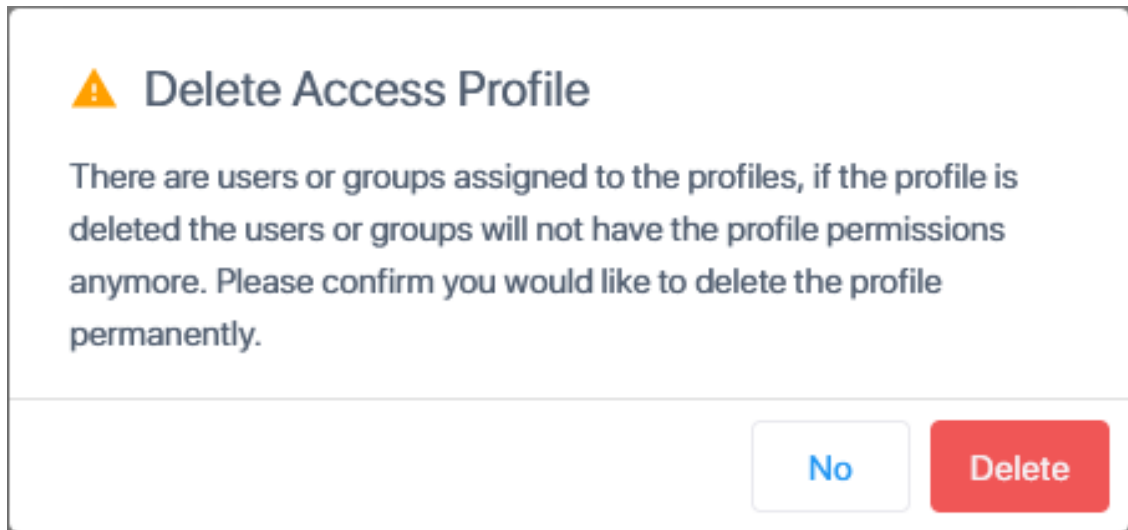 Delete Access Profile
There are users or groups assigned to the profiles, if the profile is
deleted the users or groups will not have the profile permissions
anymore. Please confirm you would like to delete the profile
permanently.
No
Delete